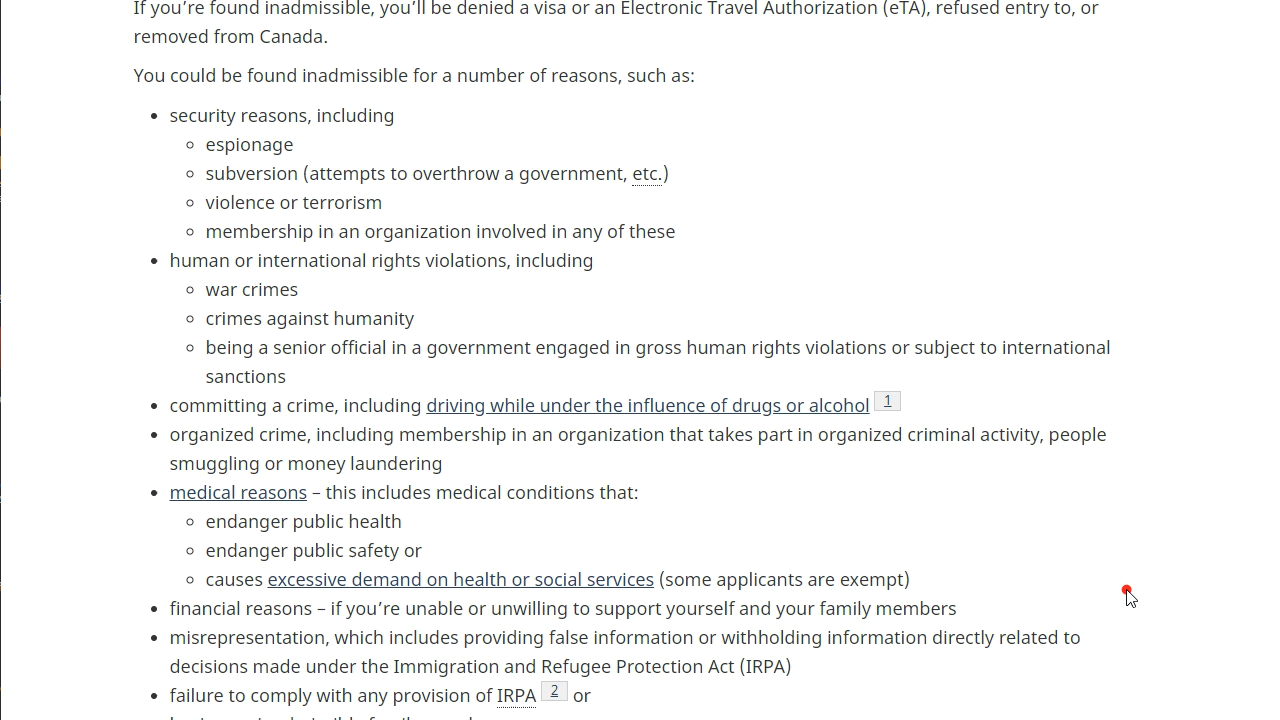 If you’re found inadmissible, you’ll be denied a visa or an Electronic Travel Authorization (eTA), refused entry to, or
removed from Canada.
You could be found inadmissible for a number of reasons, such as:
security reasons, including
espionage
subversion (attempts to overthrow a government, etc.)
violence or terrorism
membership in an organization involved in any of these
human or international rights violations, including
war crimes
crimes against humanity
being a senior official in a government engaged in gross human rights violations or subject to international
sanctions
committing a crime, including driving while under the influence of drugs or alcohol 1
organized crime, including membership in an organization that takes part in organized criminal activity, people
smuggling or money laundering
medical reasons – this includes medical conditions that:
endanger public health
endanger public safety or
causes excessive demand on health or social services (some applicants are exempt)
financial reasons – if you’re unable or unwilling to support yourself and your family members
misrepresentation, which includes providing false information or withholding information directly related to
decisions made under the Immigration and Refugee Protection Act (IRPA)
failure to comply with any provision of IRPA 2 or